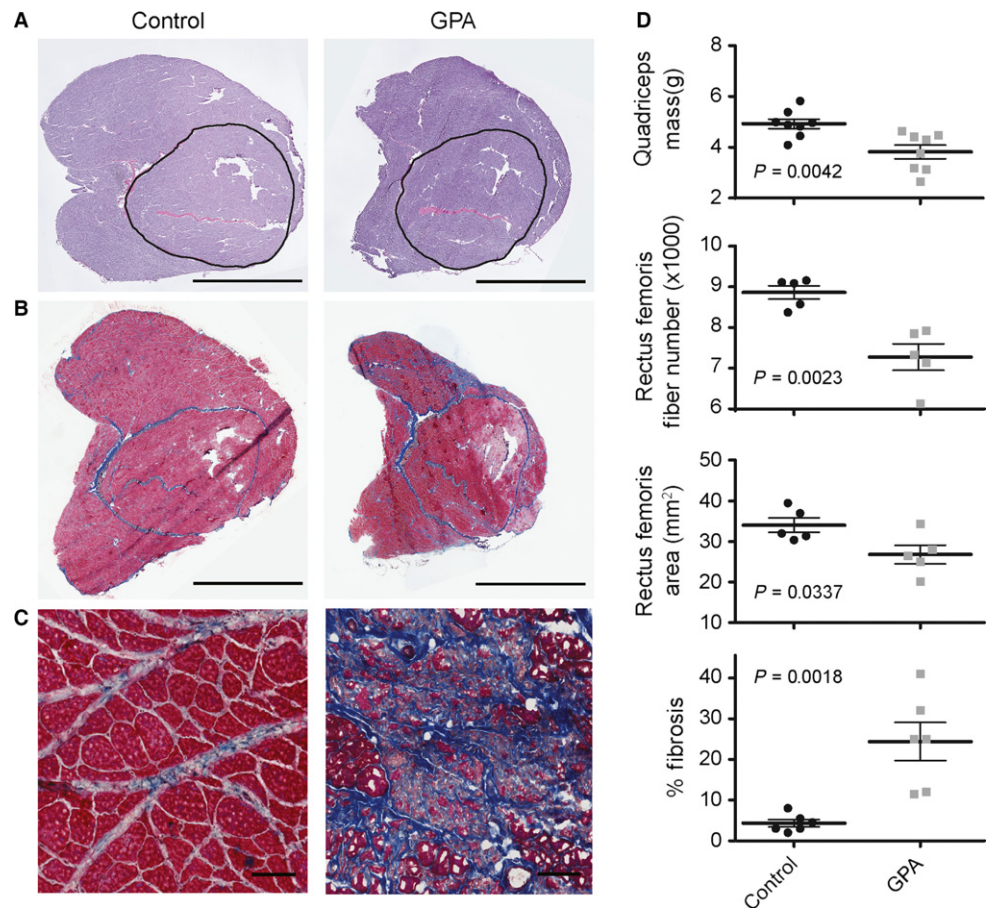 A
Control
GPA
B
C
D
Quadriceps
mass(g)
8
6
4
2
P = 0.0042
Rectus femoris
fiber number (x1000)
10
9
8
7
6
P = 0.0023
Rectus femoris
area (mm²)
50
40
30
20
10
P = 0.0337
% fibrosis
40
30
20
10
0
P = 0.0018
Control
GPA